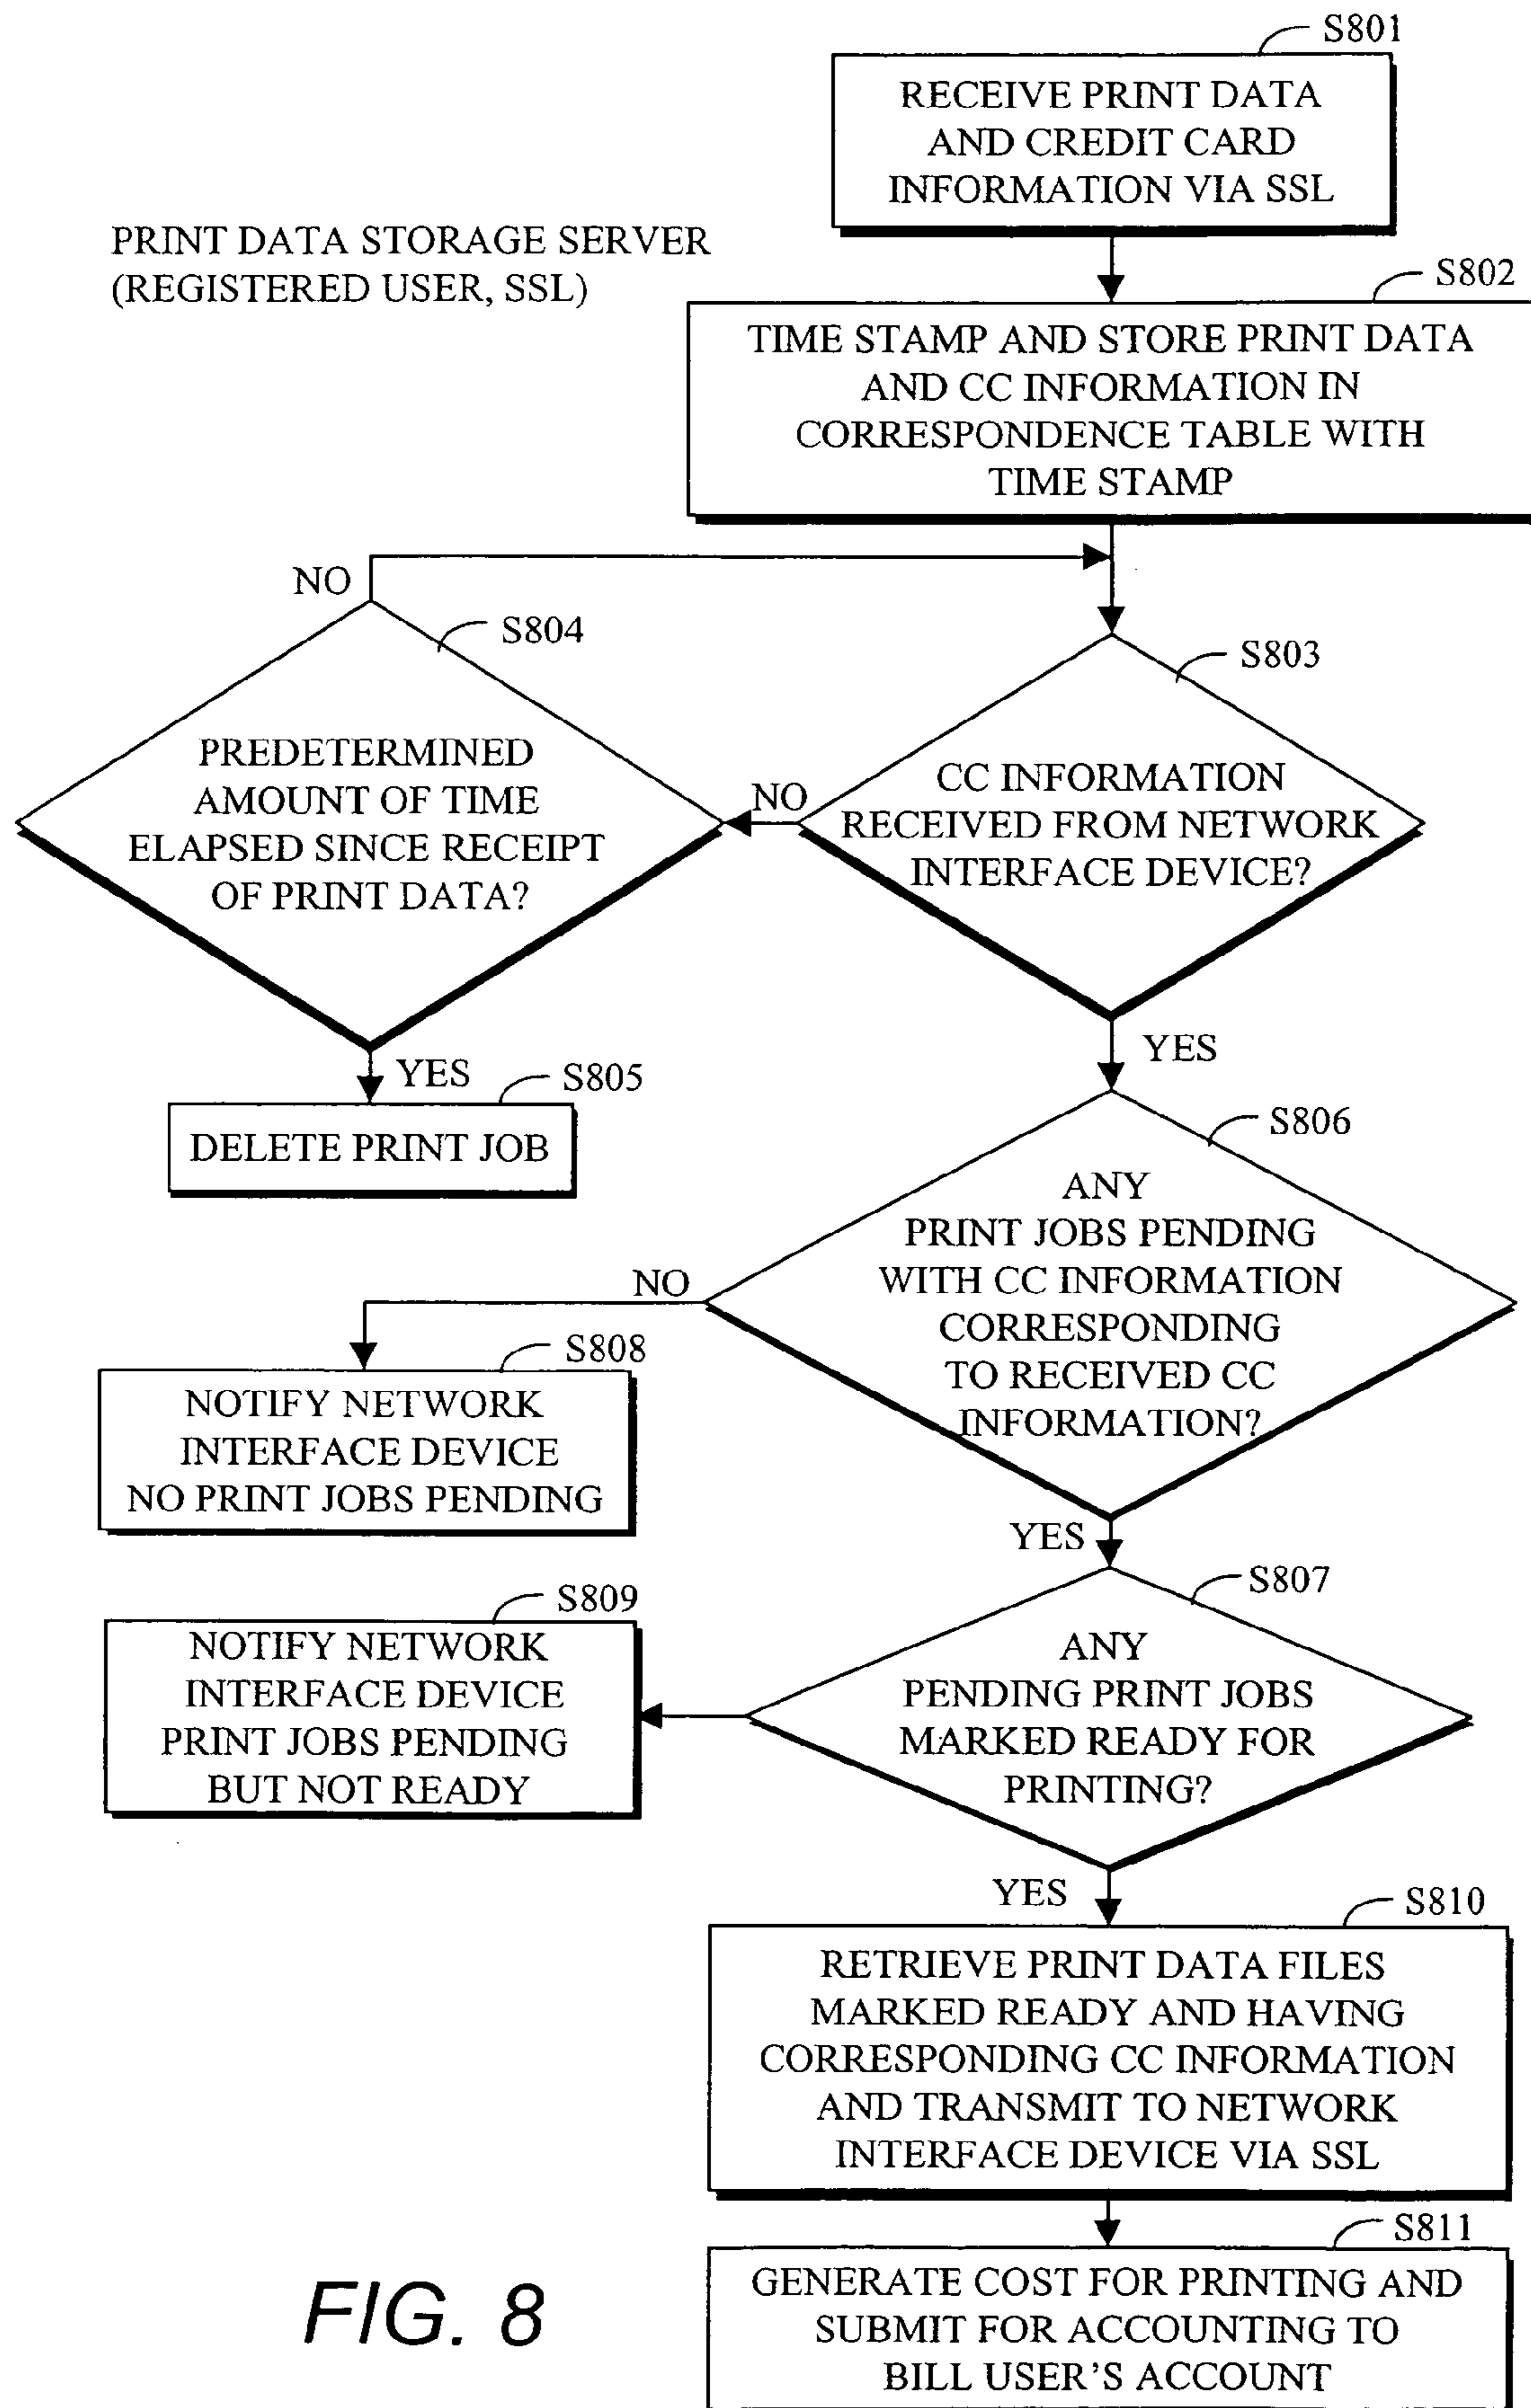 S801
RECEIVE PRINT DATA
AND CREDIT CARD
INFORMATION VIA SSL
PRINT DATA STORAGE SERVER
(REGISTERED USER, SSL)
S802
TIME STAMP AND STORE PRINT DATA
AND CC INFORMATION IN
CORRESPONDENCE TABLE WITH
TIME STAMP
NO
S804
PREDETERMINED
AMOUNT OF TIME
ELAPSED SINCE RECEIPT
OF PRINT DATA?
NO
S803
CC INFORMATION
RECEIVED FROM NETWORK
INTERFACE DEVICE?
YES
S805
DELETE PRINT JOB
YES
S806
ANY
PRINT JOBS PENDING
WITH CC INFORMATION
CORRESPONDING
TO RECEIVED CC
INFORMATION?
NO
S808
NOTIFY NETWORK
INTERFACE DEVICE
NO PRINT JOBS PENDING
YES
S807
ANY
PENDING PRINT JOBS
MARKED READY FOR
PRINTING?
S809
NOTIFY NETWORK
INTERFACE DEVICE
PRINT JOBS PENDING
BUT NOT READY
YES
S810
RETRIEVE PRINT DATA FILES
MARKED READY AND HAVING
CORRESPONDING CC INFORMATION
AND TRANSMIT TO NETWORK
INTERFACE DEVICE VIA SSL
S811
GENERATE COST FOR PRINTING AND
SUBMIT FOR ACCOUNTING TO
BILL USER'S ACCOUNT
FIG. 8